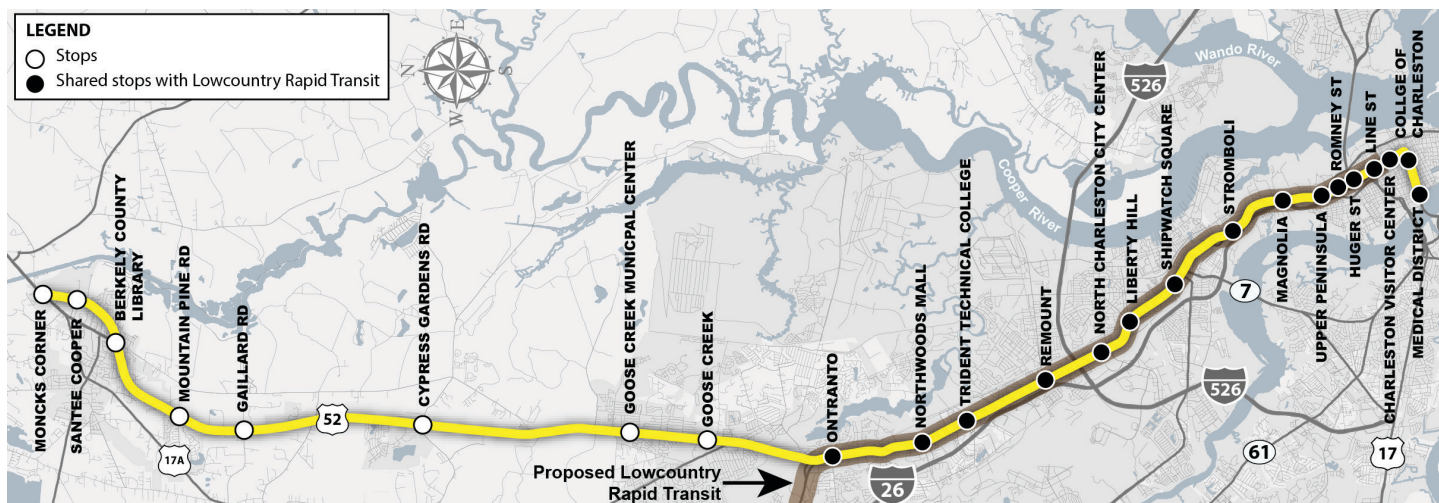 LEGEND
Stops
Shared stops with Lowcountry Rapid Transit
N
E
S
W
526
Wando River
Cooper River
MONCKS CORNER
SANTEE COOPER
BERKELY COUNTY
LIBRARY
MOUNTAIN PINE RD
GAILLARD RD
CYPRESS GARDENS RD
GOOSE CREEK MUNICPAL CENTER
GOOSE CREEK
ONTRANTO
NORTHWOODS MALL
TRIDENT TECHNICAL COLLEGE
REMOUNT
NORTH CHARLESTON CITY CENTER
LIBERTY HILL
SHIPWATCH SQUARE
STROMBOLI
MAGNOLIA
UPPER PENINSULA
ROMNEY ST
HUGER ST
LINE ST
CHARLESTON VISITOR CENTER
COLLGE OF
CHARLESTON
MEDICAL DISTRICT
17A
52
7
526
61
17
26
Proposed Lowcountry
Rapid Transit